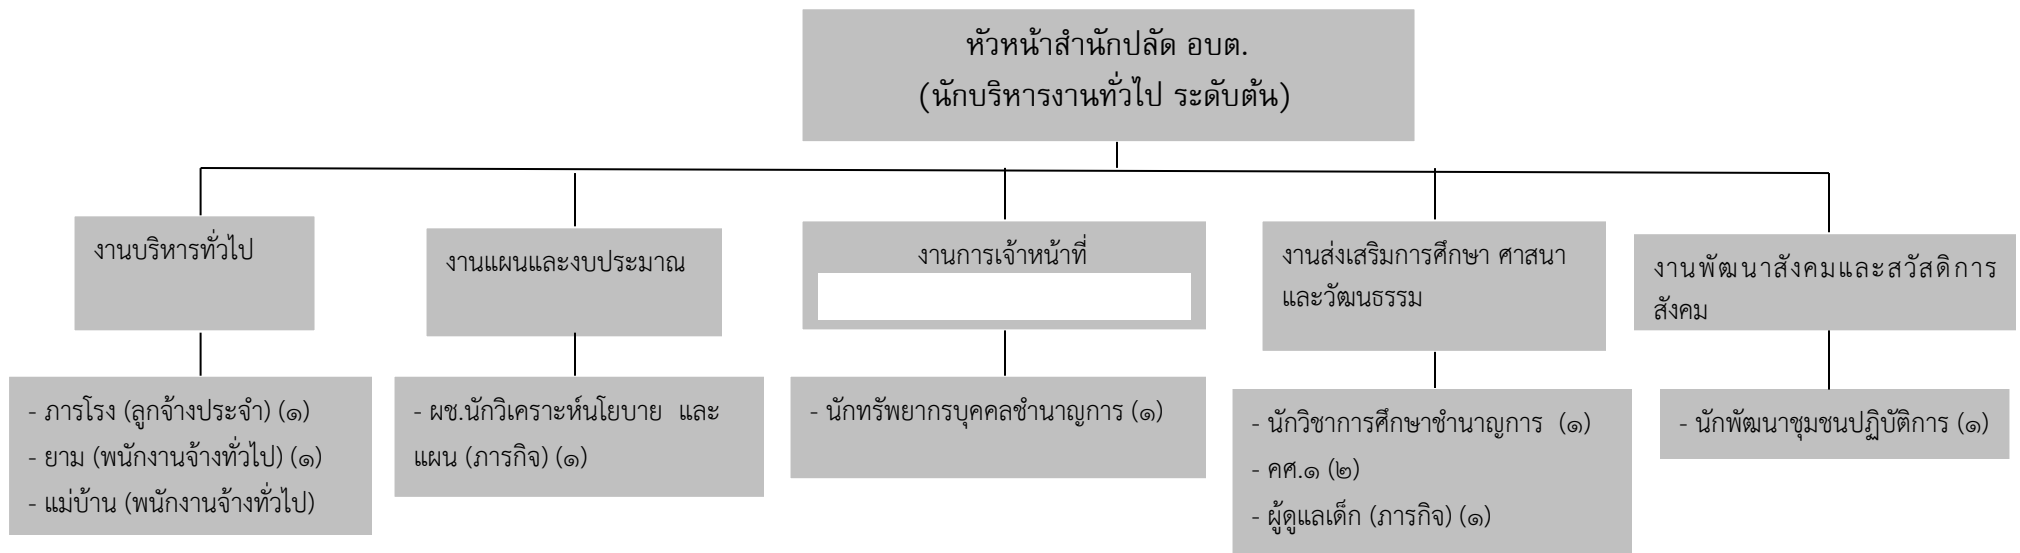 หัวหน้าสำนักปลัด อบต.
(นักบริหารงานทั่วไป ระดับต้น)
งานบริหารทั่วไป
งานแผนและงบประมาณ
งานการเจ้าหน้าที่
งานส่งเสริมการศึกษา ศาสนา
และวัฒนธรรม
งานพัฒนาสังคมและสวัสดิการ
สังคม
- ภารโรง (ลูกจ้างประจำ) (๑)
- ยาม (พนักงานจ้างทั่วไป) (๑)
- แม่บ้าน (พนักงานจ้างทั่วไป)
- ผช.นักวิเคราะห์นโยบาย และ
แผน (ภารกิจ) (๑)
- นักทรัพยากรบุคคลชำนาญการ (๑)
- นักวิชาการศึกษาชำนาญการ (๑)
- คศ.๑ (๒)
- ผู้ดูแลเด็ก (ภารกิจ) (๑)
- นักพัฒนาชุมชนปฏิบัติการ (๑)